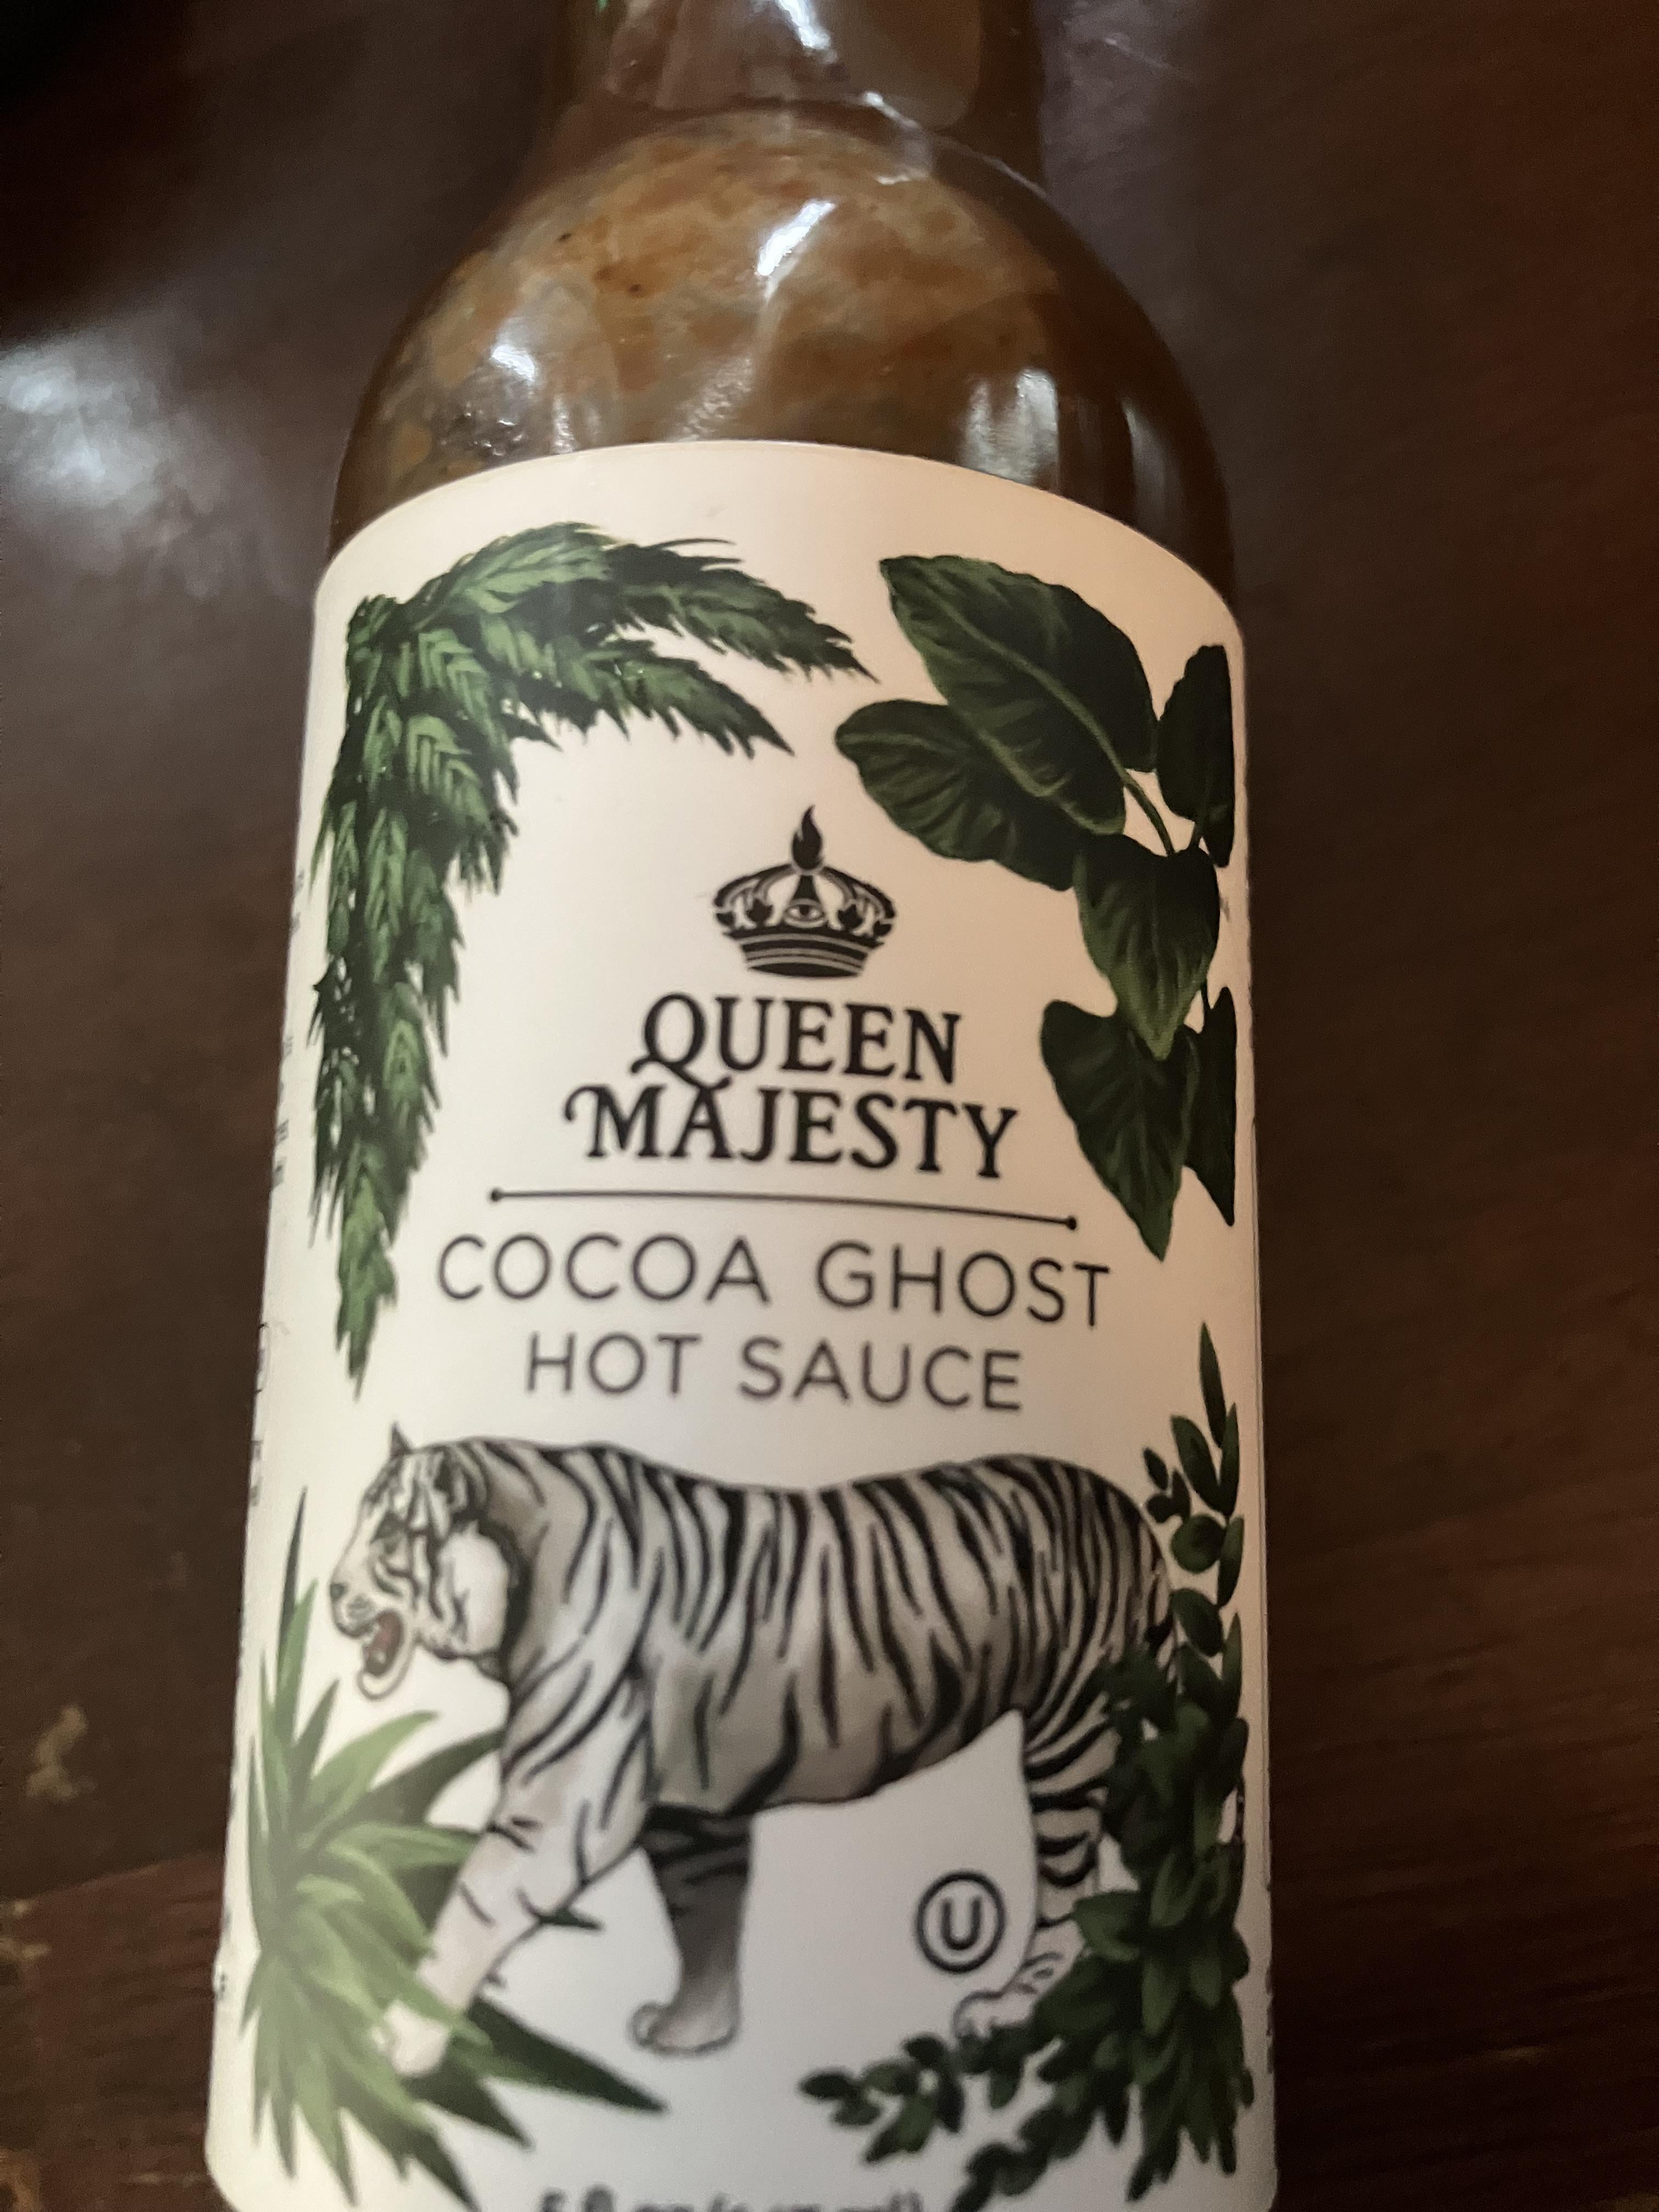 QUEEN
MAJESTY
COCOA GHOST
HOT SAUCE
U